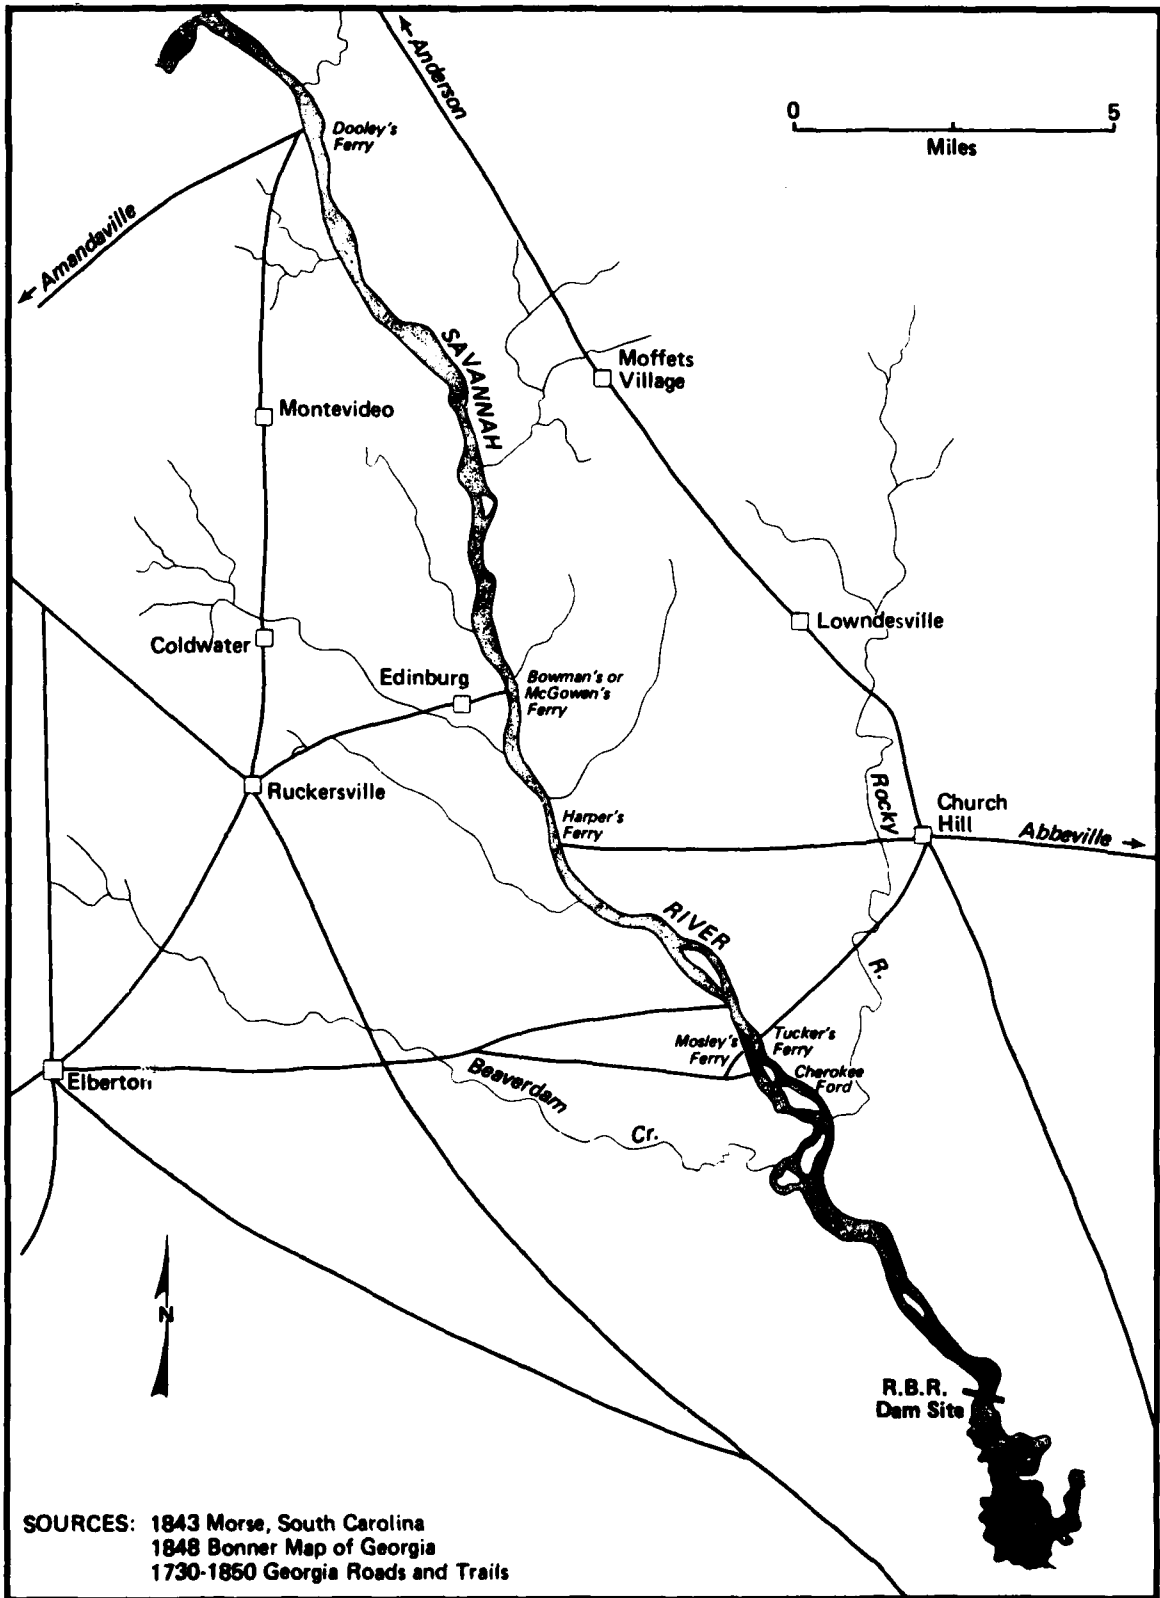 Anderson
0 5
Miles
Dooley's
Ferry
Amandaville
SAVANNAH
Moffets
Village
Montevideo
Lowndesville
Coldwater
Edinburg
Bowman's or
McGowen's
Ferry
Ruckersville
Rocky
Church
Hill
Harper's
Ferry
Abbeville
RIVER
R.
Mosley's
Ferry
Tucker's
Ferry
Cherokee
Ford
Elberton
Beaverdam
Cr.
N
R.B.R.
Dam Site
SOURCES: 1843 Morse, South Carolina
1848 Bonner Map of Georgia
1730-1850 Georgia Roads and Trails